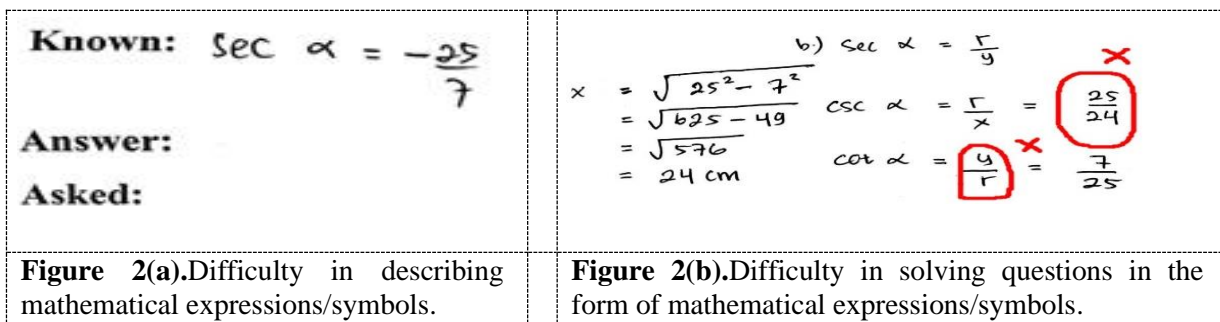 Known: sec α = -25/7
Answer:
Asked:
x = √25² - 7²
= √625 - 49
= √576
= 24 cm
b.) sec α = r/y
csc α = r/x = 25/24
cot α = y/r = 7/25
Figure 2(a).Difficulty in describing
mathematical expressions/symbols.
Figure 2(b).Difficulty in solving questions in the
form of mathematical expressions/symbols.